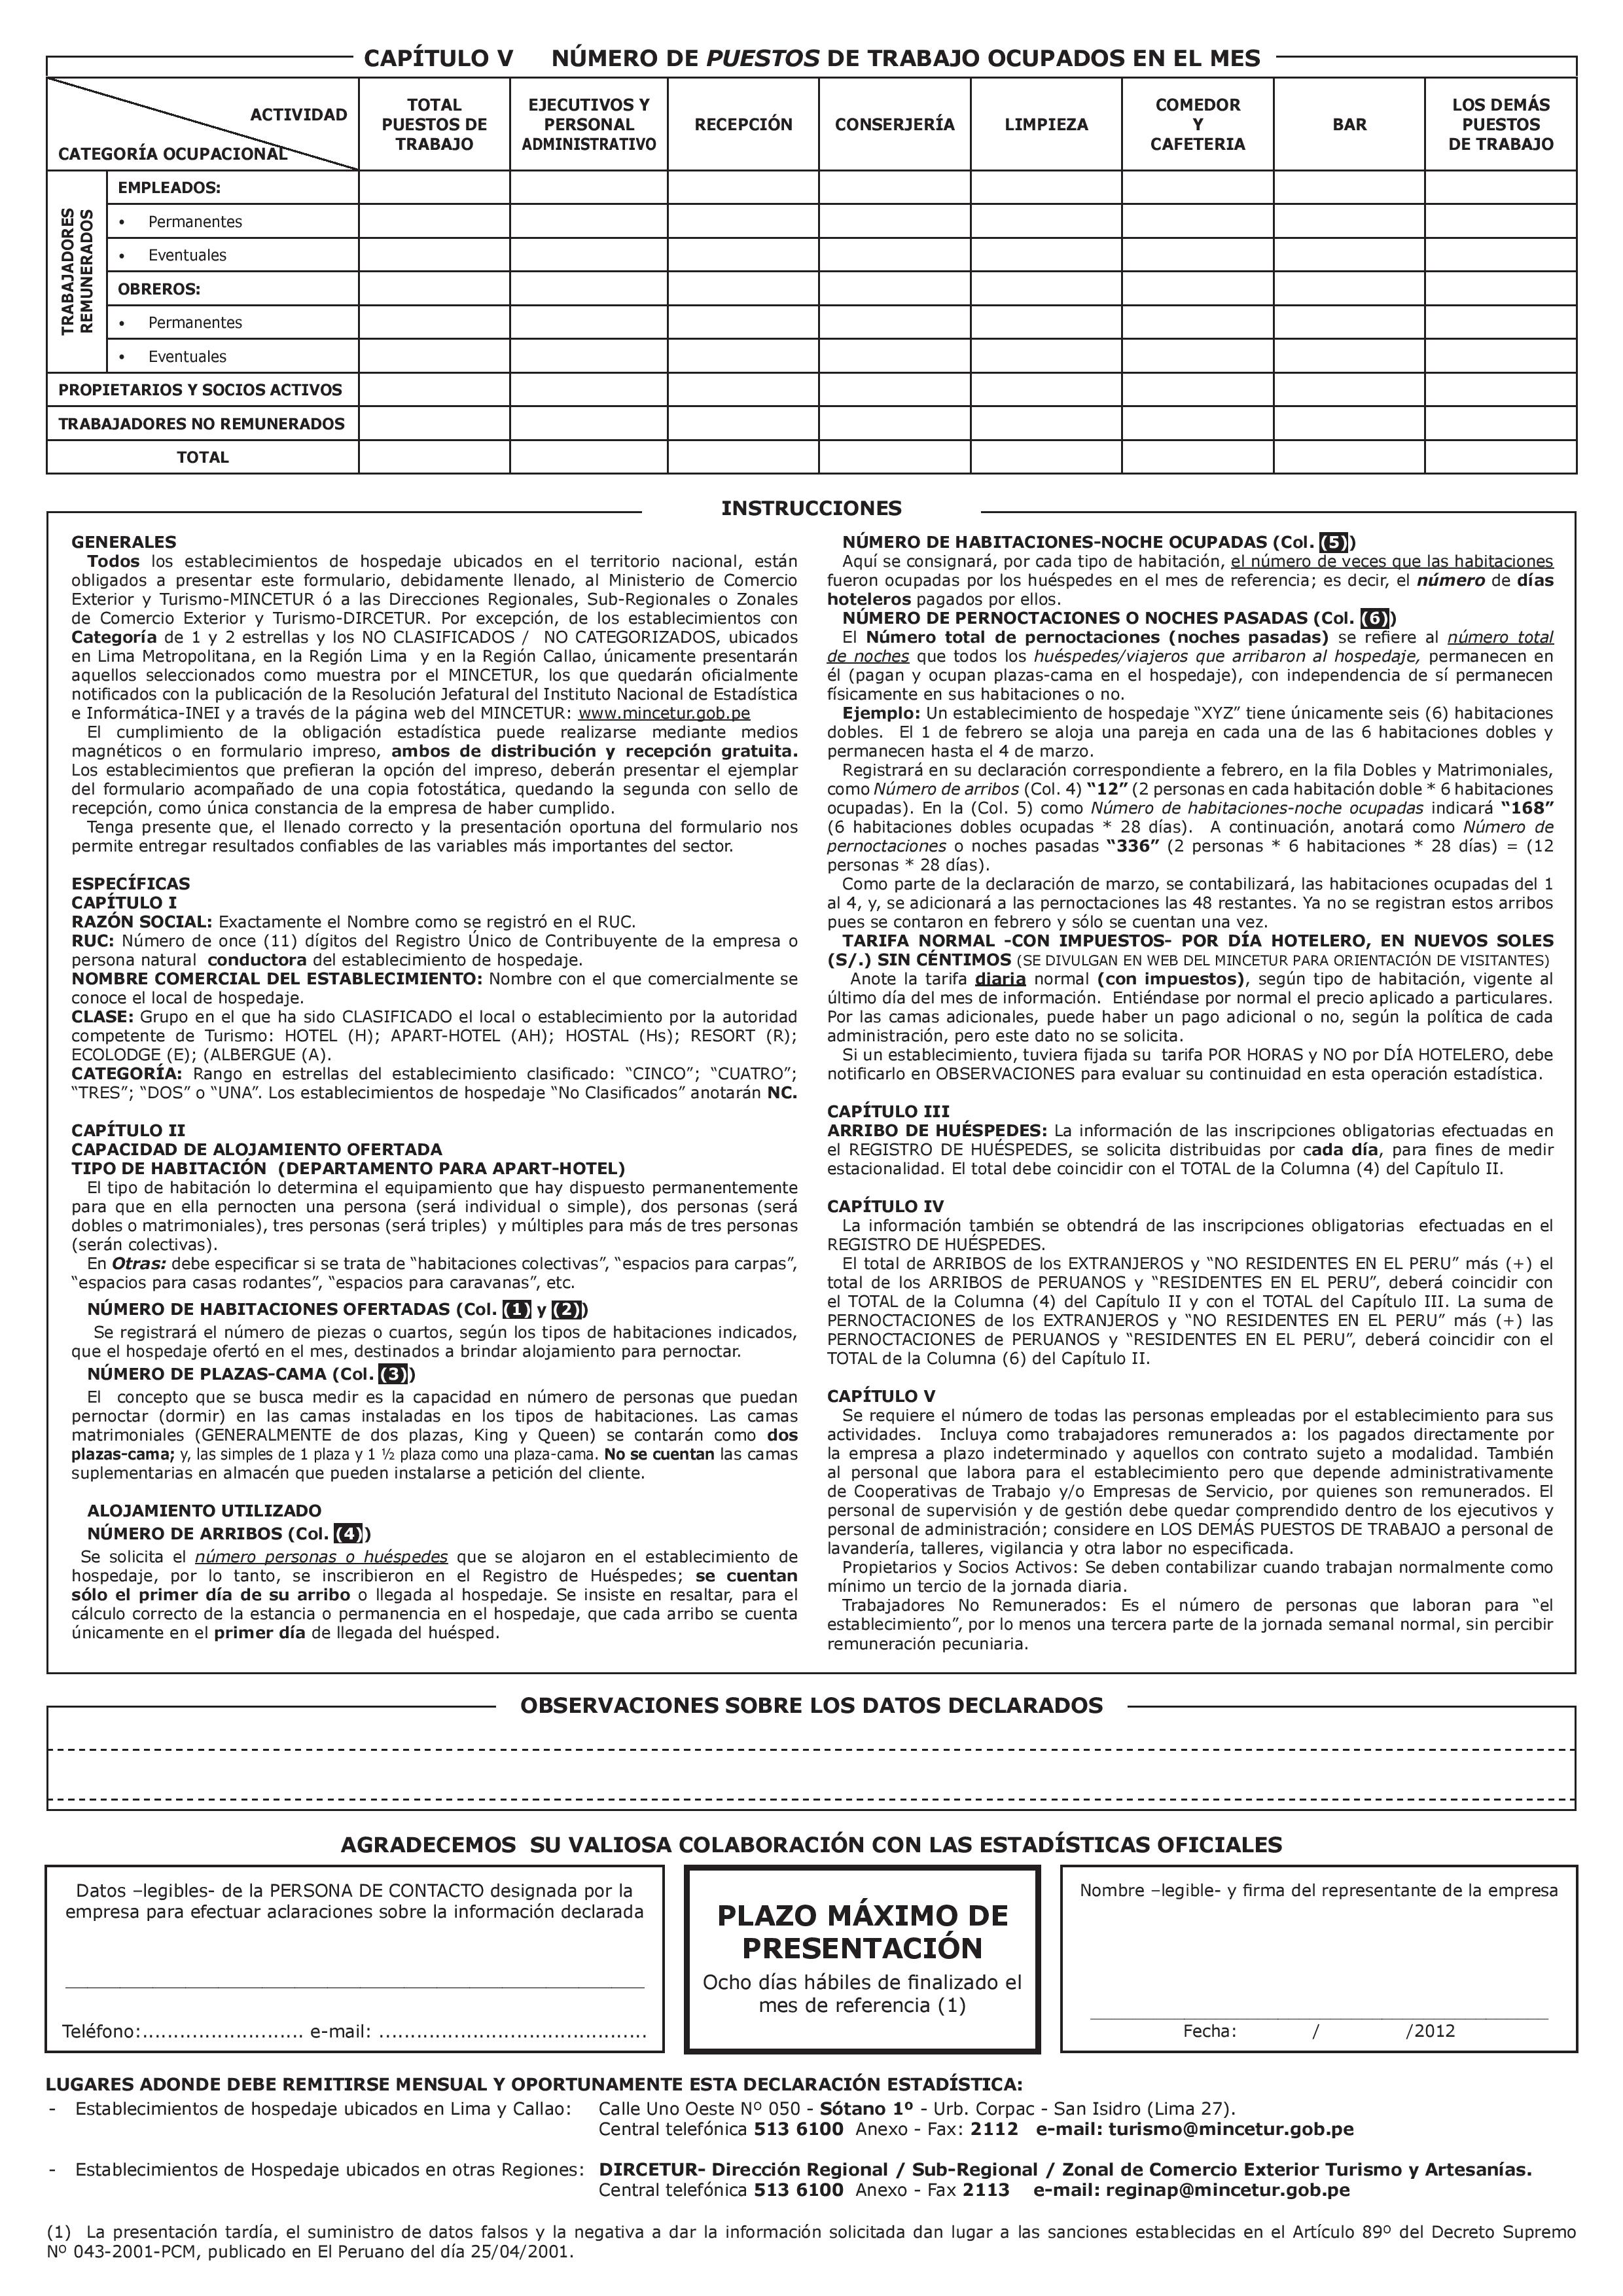 CAPÍTULO V NÚMERO DE PUESTOS DE TRABAJO OCUPADOS EN EL MES
ACTIVIDAD
CATEGORÍA OCUPACIONAL
TOTAL
PUESTOS DE
TRABAJO
EJECUTIVOS Y
PERSONAL
ADMINISTRATIVO
RECEPCIÓN
CONSERJERÍA
LIMPIEZA
COMEDOR
Y
CAFETERIA
BAR
LOS DEMÁS
PUESTOS
DE TRABAJO
TRABAJADORES
REMUNERADOS
EMPLEADOS:
• Permanentes
• Eventuales
OBREROS:
• Permanentes
• Eventuales
PROPIETARIOS Y SOCIOS ACTIVOS
TRABAJADORES NO REMUNERADOS
TOTAL
INSTRUCCIONES
GENERALES
Todos los establecimientos de hospedaje ubicados en el territorio nacional, están
obligados a presentar este formulario, debidamente llenado, al Ministerio de Comercio
Exterior y Turismo-MINCETUR ó a las Direcciones Regionales, Sub-Regionales o Zonales
de Comercio Exterior y Turismo-DIRCETUR. Por excepción, de los establecimientos con
Categoría de 1 y 2 estrellas y los NO CLASIFICADOS / NO CATEGORIZADOS, ubicados
en Lima Metropolitana, en la Región Lima y en la Región Callao, únicamente presentarán
aquellos seleccionados como muestra por el MINCETUR, los que quedarán oficialmente
notificados con la publicación de la Resolución Jefatural del Instituto Nacional de Estadística
e Informática-INEI y a través de la página web del MINCETUR: www.mincetur.gob.pe
El cumplimiento de la obligación estadística puede realizarse mediante medios
magnéticos o en formulario impreso, ambos de distribución y recepción gratuita.
Los establecimientos que prefieran la opción del impreso, deberán presentar el ejemplar
del formulario acompañado de una copia fotostática, quedando la segunda con sello de
recepción, como única constancia de la empresa de haber cumplido.
Tenga presente que, el llenado correcto y la presentación oportuna del formulario nos
permite entregar resultados confiables de las variables más importantes del sector.
ESPECÍFICAS
CAPÍTULO I
RAZÓN SOCIAL: Exactamente el Nombre como se registró en el RUC.
RUC: Número de once (11) dígitos del Registro Único de Contribuyente de la empresa o
persona natural conductora del establecimiento de hospedaje.
NOMBRE COMERCIAL DEL ESTABLECIMIENTO: Nombre con el que comercialmente se
conoce el local de hospedaje.
CLASE: Grupo en el que ha sido CLASIFICADO el local o establecimiento por la autoridad
competente de Turismo: HOTEL (H); APART-HOTEL (AH); HOSTAL (Hs); RESORT (R);
ECOLODGE (E); (ALBERGUE (A).
CATEGORÍA: Rango en estrellas del establecimiento clasificado: “CINCO”; “CUATRO”;
“TRES”; “DOS” o “UNA”. Los establecimientos de hospedaje “No Clasificados” anotarán NC.
CAPÍTULO II
CAPACIDAD DE ALOJAMIENTO OFERTADA
TIPO DE HABITACIÓN (DEPARTAMENTO PARA APART-HOTEL)
El tipo de habitación lo determina el equipamiento que hay dispuesto permanentemente
para que en ella pernocten una persona (será individual o simple), dos personas (será
dobles o matrimoniales), tres personas (será triples) y múltiples para más de tres personas
(serán colectivas).
En Otras: debe especificar si se trata de “habitaciones colectivas”, “espacios para carpas”,
“espacios para casas rodantes”, “espacios para caravanas”, etc.
NÚMERO DE HABITACIONES OFERTADAS (Col. (1) y (2))
Se registrará el número de piezas o cuartos, según los tipos de habitaciones indicados,
que el hospedaje ofertó en el mes, destinados a brindar alojamiento para pernoctar.
NÚMERO DE PLAZAS-CAMA (Col. (3))
El concepto que se busca medir es la capacidad en número de personas que puedan
pernoctar (dormir) en las camas instaladas en los tipos de habitaciones. Las camas
matrimoniales (GENERALMENTE de dos plazas, King y Queen) se contarán como dos
plazas-cama; y, las simples de 1 plaza y 1 ½ plaza como una plaza-cama. No se cuentan las camas
suplementarias en almacén que pueden instalarse a petición del cliente.
ALOJAMIENTO UTILIZADO
NÚMERO DE ARRIBOS (Col. (4))
Se solicita el número personas o huéspedes que se alojaron en el establecimiento de
hospedaje, por lo tanto, se inscribieron en el Registro de Huéspedes; se cuentan
sólo el primer día de su arribo o llegada al hospedaje. Se insiste en resaltar, para el
cálculo correcto de la estancia o permanencia en el hospedaje, que cada arribo se cuenta
únicamente en el primer día de llegada del huésped.
NÚMERO DE HABITACIONES-NOCHE OCUPADAS (Col. (5))
Aquí se consignará, por cada tipo de habitación, el número de veces que las habitaciones
fueron ocupadas por los huéspedes en el mes de referencia; es decir, el número de días
hoteleros pagados por ellos.
NÚMERO DE PERNOCTACIONES O NOCHES PASADAS (Col. (6))
El Número total de pernoctaciones (noches pasadas) se refiere al número total
de noches que todos los huéspedes/viajeros que arribaron al hospedaje, permanecen en
él (pagan y ocupan plazas-cama en el hospedaje), con independencia de sí permanecen
físicamente en sus habitaciones o no.
Ejemplo: Un establecimiento de hospedaje “XYZ” tiene únicamente seis (6) habitaciones
dobles. El 1 de febrero se aloja una pareja en cada una de las 6 habitaciones dobles y
permanecen hasta el 4 de marzo.
Registrará en su declaración correspondiente a febrero, en la fila Dobles y Matrimoniales,
como Número de arribos (Col. 4) “12” (2 personas en cada habitación doble * 6 habitaciones
ocupadas). En la (Col. 5) como Número de habitaciones-noche ocupadas indicará “168”
(6 habitaciones dobles ocupadas * 28 días). A continuación, anotará como Número de
pernoctaciones o noches pasadas “336” (2 personas * 6 habitaciones * 28 días) = (12
personas * 28 días).
Como parte de la declaración de marzo, se contabilizará, las habitaciones ocupadas del 1
al 4, y, se adicionará a las pernoctaciones las 48 restantes. Ya no se registran estos arribos
pues se contaron en febrero y sólo se cuentan una vez.
TARIFA NORMAL -CON IMPUESTOS- POR DÍA HOTELERO, EN NUEVOS SOLES
(S/.) SIN CÉNTIMOS (SE DIVULGAN EN WEB DEL MINCETUR PARA ORIENTACIÓN DE VISITANTES)
Anote la tarifa diaria normal (con impuestos), según tipo de habitación, vigente al
último día del mes de información. Entiéndase por normal el precio aplicado a particulares.
Por las camas adicionales, puede haber un pago adicional o no, según la política de cada
administración, pero este dato no se solicita.
Si un establecimiento, tuviera fijada su tarifa POR HORAS y NO por DÍA HOTELERO, debe
notificarlo en OBSERVACIONES para evaluar su continuidad en esta operación estadística.
CAPÍTULO III
ARRIBO DE HUÉSPEDES: La información de las inscripciones obligatorias efectuadas en
el REGISTRO DE HUÉSPEDES, se solicita distribuidas por cada día, para fines de medir
estacionalidad. El total debe coincidir con el TOTAL de la Columna (4) del Capítulo II.
CAPÍTULO IV
La información también se obtendrá de las inscripciones obligatorias efectuadas en el
REGISTRO DE HUÉSPEDES.
El total de ARRIBOS de los EXTRANJEROS y “NO RESIDENTES EN EL PERU” más (+) el
total de los ARRIBOS de PERUANOS y “RESIDENTES EN EL PERU”, deberá coincidir con
el TOTAL de la Columna (4) del Capítulo II y con el TOTAL del Capítulo III. La suma de
PERNOCTACIONES de los EXTRANJEROS y “NO RESIDENTES EN EL PERU” más (+) las
PERNOCTACIONES de PERUANOS y “RESIDENTES EN EL PERU”, deberá coincidir con el
TOTAL de la Columna (6) del Capítulo II.
CAPÍTULO V
Se requiere el número de todas las personas empleadas por el establecimiento para sus
actividades. Incluya como trabajadores remunerados a: los pagados directamente por
la empresa a plazo indeterminado y aquellos con contrato sujeto a modalidad. También
al personal que labora para el establecimiento pero que depende administrativamente
de Cooperativas de Trabajo y/o Empresas de Servicio, por quienes son remunerados. El
personal de supervisión y de gestión debe quedar comprendido dentro de los ejecutivos y
personal de administración; considere en LOS DEMÁS PUESTOS DE TRABAJO a personal de
lavandería, talleres, vigilancia y otra labor no especificada.
Propietarios y Socios Activos: Se deben contabilizar cuando trabajan normalmente como
mínimo un tercio de la jornada diaria.
Trabajadores No Remunerados: Es el número de personas que laboran para “el
establecimiento”, por lo menos una tercera parte de la jornada semanal normal, sin percibir
remuneración pecuniaria.
OBSERVACIONES SOBRE LOS DATOS DECLARADOS
AGRADECEMOS SU VALIOSA COLABORACIÓN CON LAS ESTADÍSTICAS OFICIALES
Datos –legibles- de la PERSONA DE CONTACTO designada por la
empresa para efectuar aclaraciones sobre la información declarada
Teléfono:.......................... e-mail: ...........................................
PLAZO MÁXIMO DE
PRESENTACIÓN
Ocho días hábiles de finalizado el
mes de referencia (1)
Nombre –legible- y firma del representante de la empresa
Fecha: / /2012
LUGARES ADONDE DEBE REMITIRSE MENSUAL Y OPORTUNAMENTE ESTA DECLARACIÓN ESTADÍSTICA:
- Establecimientos de hospedaje ubicados en Lima y Callao: Calle Uno Oeste Nº 050 - Sótano 1º - Urb. Corpac - San Isidro (Lima 27).
Central telefónica 513 6100 Anexo - Fax: 2112 e-mail: turismo@mincetur.gob.pe
- Establecimientos de Hospedaje ubicados en otras Regiones: DIRCETUR- Dirección Regional / Sub-Regional / Zonal de Comercio Exterior Turismo y Artesanías.
Central telefónica 513 6100 Anexo - Fax 2113 e-mail: reginap@mincetur.gob.pe
(1) La presentación tardía, el suministro de datos falsos y la negativa a dar la información solicitada dan lugar a las sanciones establecidas en el Artículo 89º del Decreto Supremo
Nº 043-2001-PCM, publicado en El Peruano del día 25/04/2001.